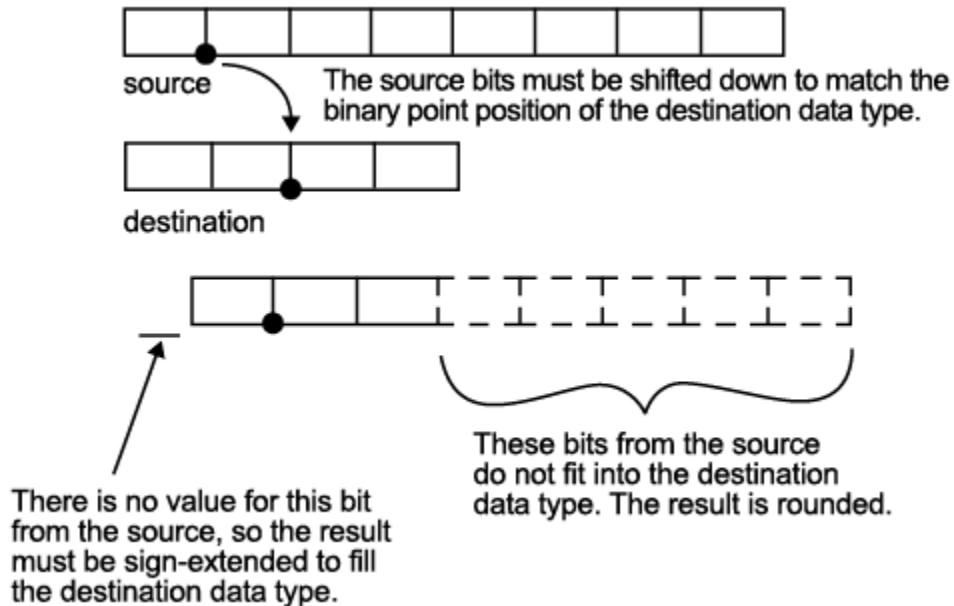 source
The source bits must be shifted down to match the
binary point position of the destination data type.
destination
There is no value for this bit
from the source, so the result
must be sign-extended to fill
the destination data type.
These bits from the source
do not fit into the destination
data type. The result is rounded.